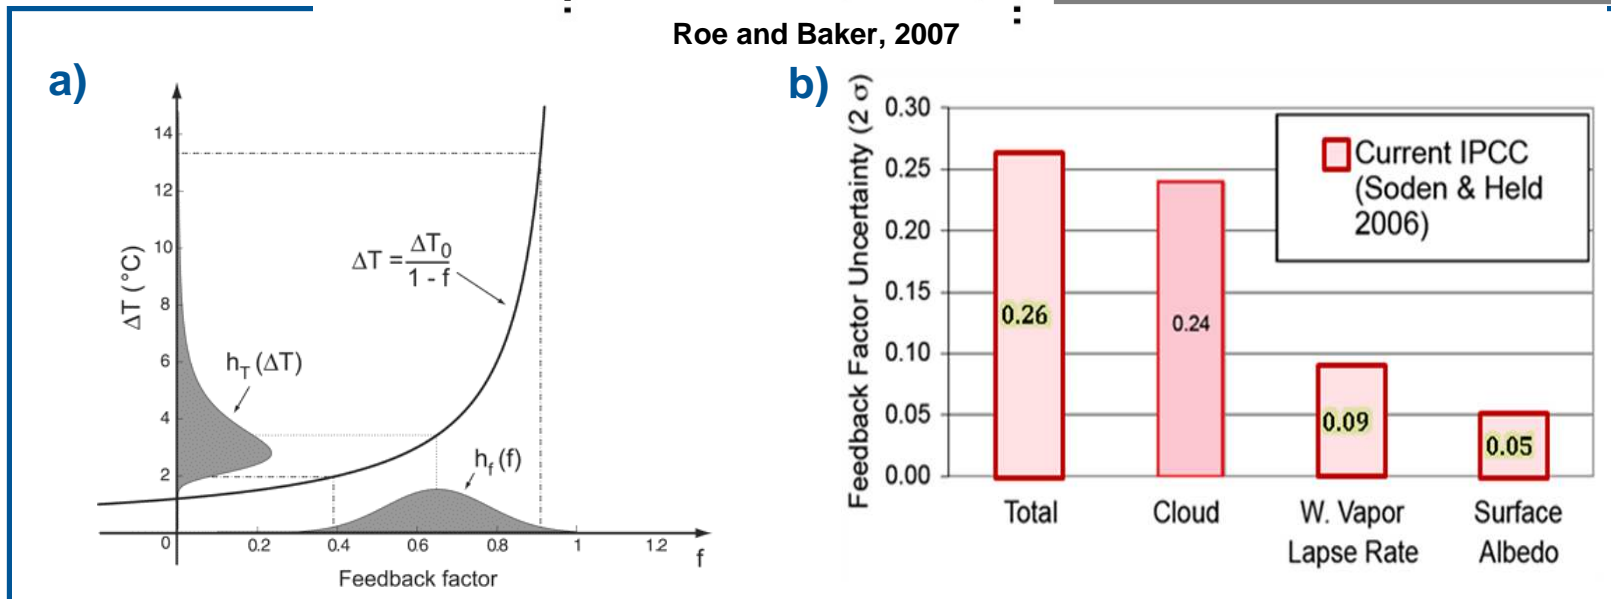 Roe and Baker, 2007
a)
14
12
10
8
6
4
2
0
ΔT (°C)
ΔT = ΔT0
1 - f
hT (ΔT)
hf (f)
0.2
0.4
0.6
0.8
1
1.2
f
Feedback factor
b)
Feedback Factor Uncertainty (2 σ)
0.30
0.25
0.20
0.15
0.10
0.05
0.00
Current IPCC
(Soden & Held
2006)
0.26
0.24
0.09
0.05
Total
Cloud
W. Vapor
Lapse Rate
Surface
Albedo